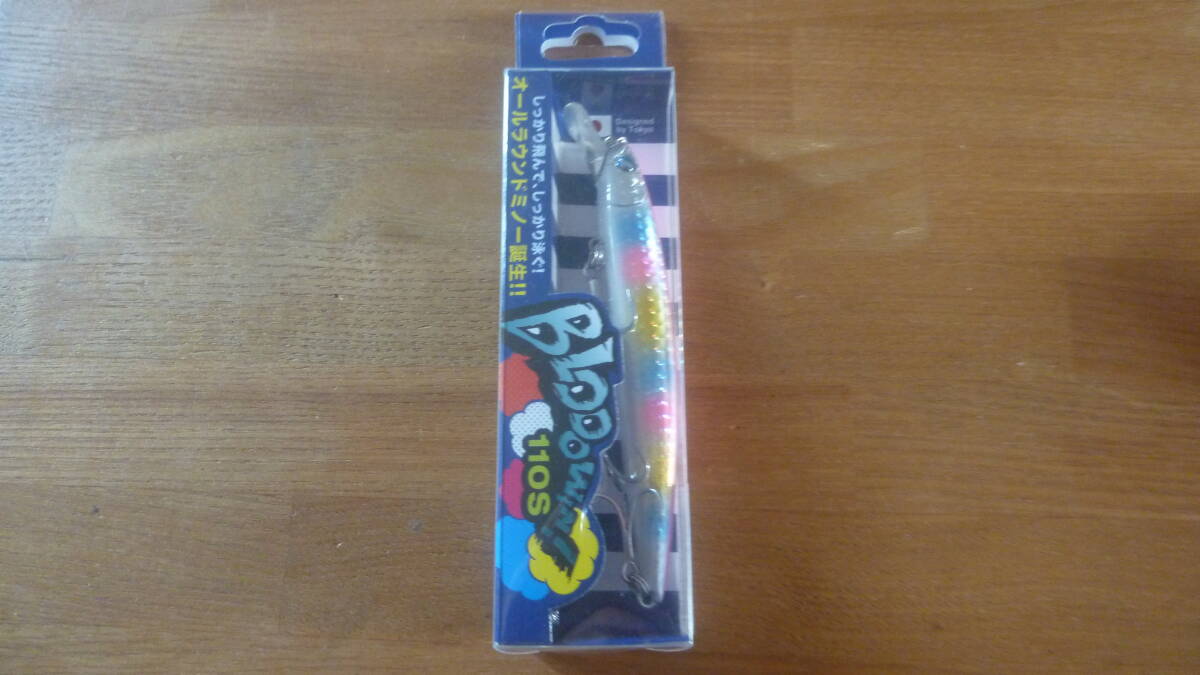 Designed
by Tokyo
しっかり飛んで、しっかり泳ぐ!
オールラウンドミノー誕生!!
BLOOOWIN!
110S